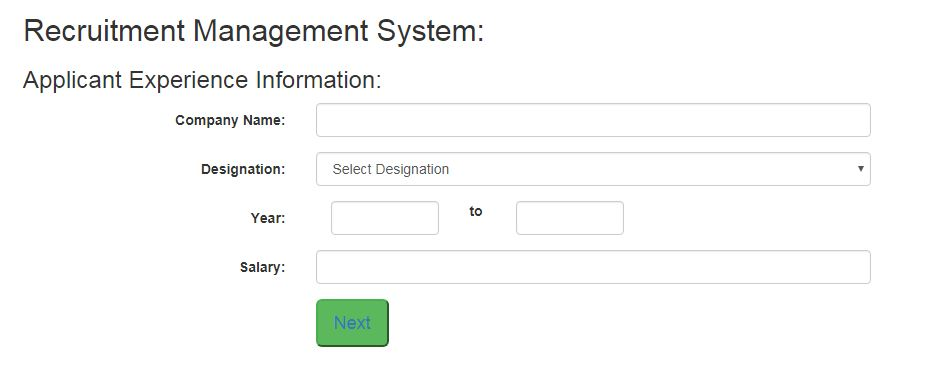 Recruitment Management System:
Applicant Experience Information:
Company Name:
Designation: Select Designation
Year: to
Salary:
Next